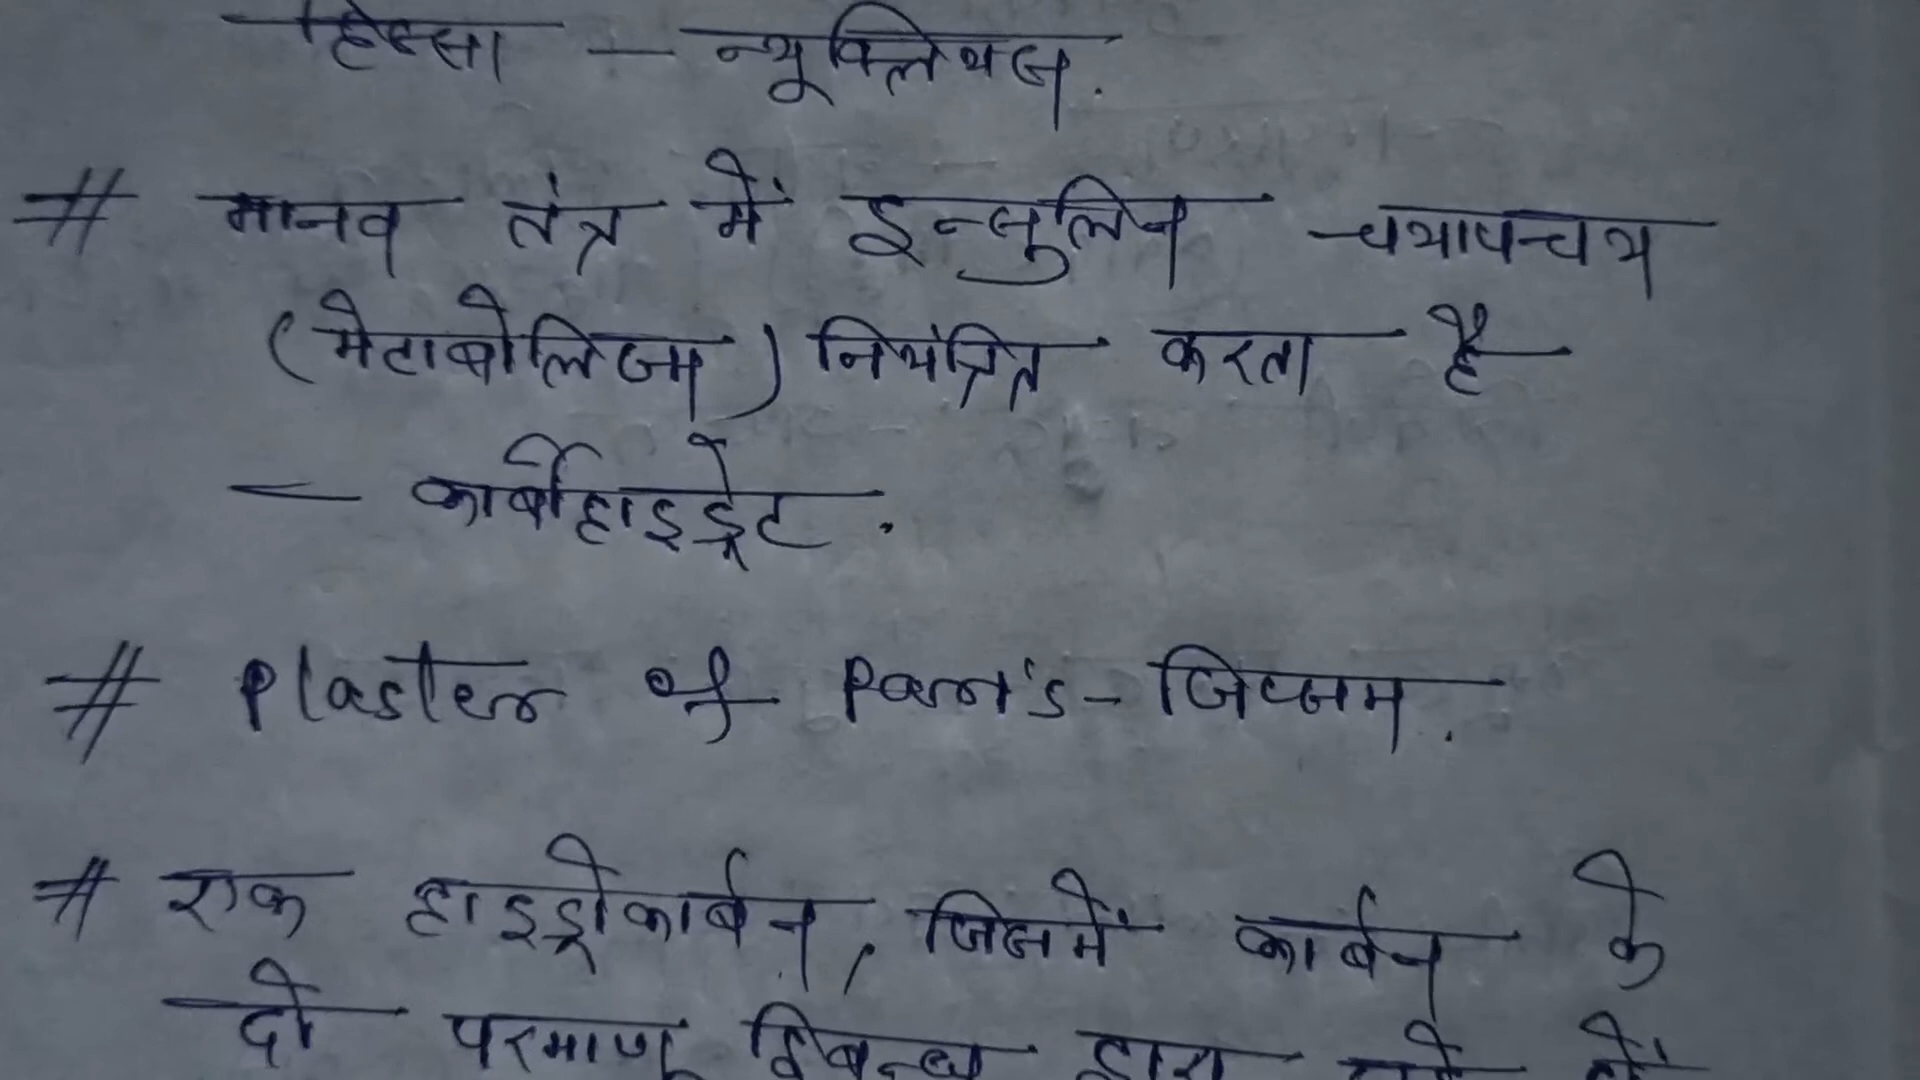 हिस्सा – न्यूक्लियस.
# मानव तंत्र में इन्सुलिन चयापचय
(मेटाबोलिज्म) नियंत्रित करता है
– कार्बोहाइड्रेट.
# Plaster of Paris - जिप्सम.
# एक हाइड्रोकार्बन, जिसमें कार्बन के
दो परमाणु द्विबन्ध द्वारा